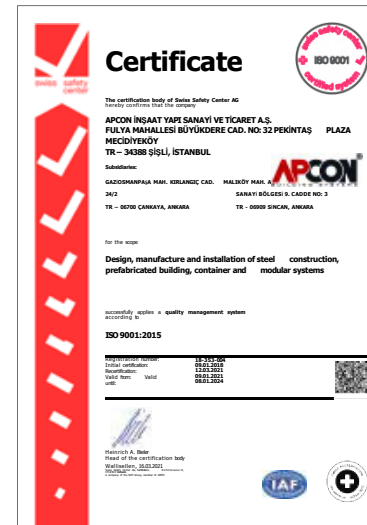 swiss safety
center
Certificate
swiss safety center
ISO 9001
certified system
The certification body of Swiss Safety Center AG
hereby confirms that the company
APCON İNŞAAT YAPI SANAYİ VE TİCARET A.Ş.
FULYA MAHALLESİ BÜYÜKDERE CAD. NO: 32 PEKİNTAŞ PLAZA
MECİDİYEKÖY
TR – 34388 ŞİŞLİ, İSTANBUL
Subsidiaries:
GAZİOSMANPAşA MAH. KIRLANGIÇ CAD. MALIKÖY MAH. A
24/2 SANAYİ BÖLGESİ 9. CADDE NO: 3
TR – 06700 ÇANKAYA, ANKARA TR - 06909 SİNCAN, ANKARA
APCON
BUILDING SYSTEMS
for the scope
Design, manufacture and installation of steel construction,
prefabricated building, container and modular systems
successfully applies a quality management system
according to
ISO 9001:2015
Registration number: 18-353-004
Initial certification: 09.01.2018
Recertification: 12.03.2021
Valid from: Valid 09.01.2021
until: 08.01.2024
Heinrich A. Bieler
Head of the certification body
Wallisellen, 16.03.2021
IAF